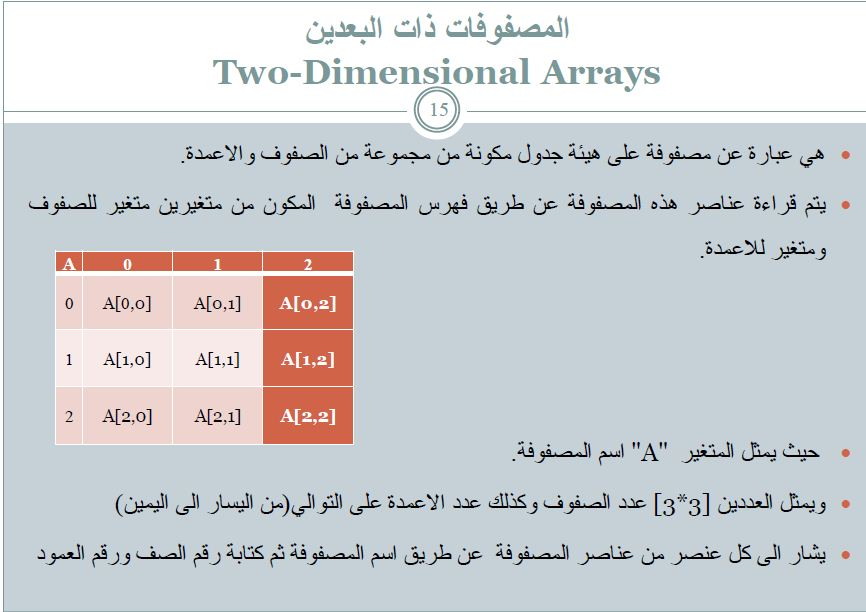 المصفوفات ذات البعدين
Two-Dimensional Arrays
15
• هي عبارة عن مصفوفة على هيئة جدول مكونة من مجموعة من الصفوف والاعمدة.
• يتم قراءة عناصر هذه المصفوفة عن طريق فهرس المصفوفة المكون من متغيرين متغير للصفوف
ومتغير للاعمدة.
A 0 1 2
0 A[0,0] A[0,1] A[0,2]
1 A[1,0] A[1,1] A[1,2]
2 A[2,0] A[2,1] A[2,2]
• حيث يمثل المتغير "A" اسم المصفوفة.
• ويمثل العددين [3*3] عدد الصفوف وكذلك عدد الاعمدة على التوالي(من اليسار الى اليمين)
• يشار الى كل عنصر من عناصر المصفوفة عن طريق اسم المصفوفة ثم كتابة رقم الصف ورقم العمود